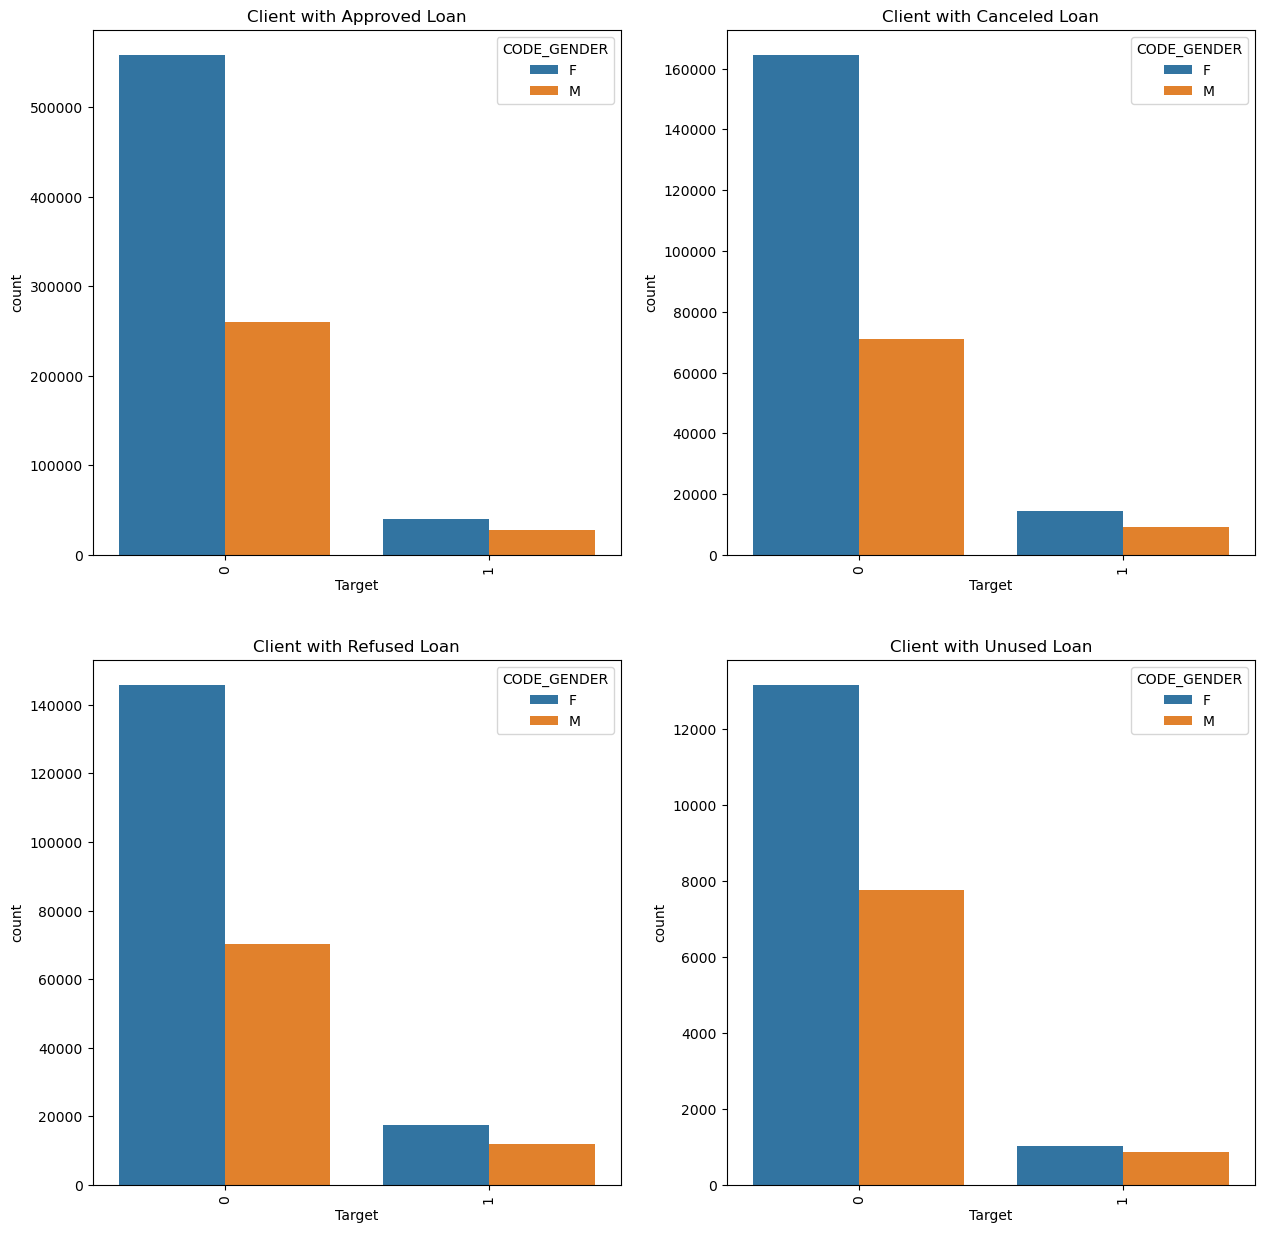 Client with Approved Loan
CODE_GENDER
F
M
500000
400000
300000
200000
100000
0
count
0
1
Target
Client with Canceled Loan
CODE_GENDER
F
M
160000
140000
120000
100000
80000
60000
40000
20000
0
count
0
1
Target
Client with Refused Loan
CODE_GENDER
F
M
140000
120000
100000
80000
60000
40000
20000
0
count
0
1
Target
Client with Unused Loan
CODE_GENDER
F
M
12000
10000
8000
6000
4000
2000
0
count
0
1
Target